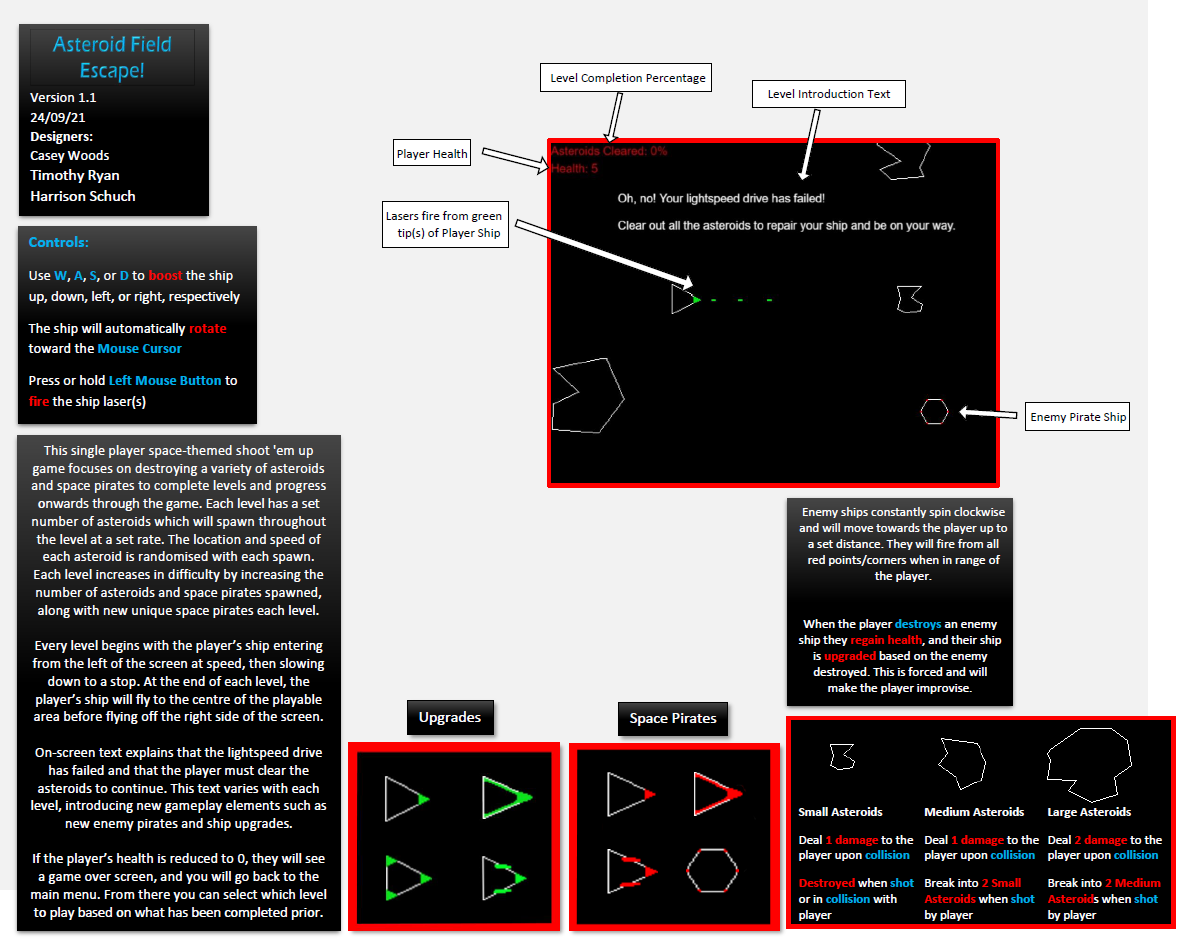 Asteroid Field
Escape!
Version 1.1
24/09/21
Designers:
Casey Woods
Timothy Ryan
Harrison Schuch
Controls:
Use W, A, S, or D to boost the ship
up, down, left, or right, respectively
The ship will automatically rotate
toward the Mouse Cursor
Press or hold Left Mouse Button to
fire the ship laser(s)
This single player space-themed shoot 'em up
game focuses on destroying a variety of asteroids
and space pirates to complete levels and progress
onwards through the game. Each level has a set
number of asteroids which will spawn throughout
the level at a set rate. The location and speed of
each asteroid is randomised with each spawn.
Each level increases in difficulty by increasing the
number of asteroids and space pirates spawned,
along with new unique space pirates each level.
Every level begins with the player’s ship entering
from the left of the screen at speed, then slowing
down to a stop. At the end of each level, the
player’s ship will fly to the centre of the playable
area before flying off the right side of the screen.
On-screen text explains that the lightspeed drive
has failed and that the player must clear the
asteroids to continue. This text varies with each
level, introducing new gameplay elements such as
new enemy pirates and ship upgrades.
If the player’s health is reduced to 0, they will see
a game over screen, and you will go back to the
main menu. From there you can select which level
to play based on what has been completed prior.
Level Completion Percentage
Level Introduction Text
Player Health
Lasers fire from green
tip(s) of Player Ship
Asteroids Cleared: 0%
Health: 5
Oh, no! Your lightspeed drive has failed!
Clear out all the asteroids to repair your ship and be on your way.
Enemy Pirate Ship
Enemy ships constantly spin clockwise
and will move towards the player up to
a set distance. They will fire from all
red points/corners when in range of
the player.
When the player destroys an enemy
ship they regain health, and their ship
is upgraded based on the enemy
destroyed. This is forced and will
make the player improvise.
Upgrades
Space Pirates
Small Asteroids
Deal 1 damage to the
player upon collision
Destroyed when shot
or in collision with
player
Medium Asteroids
Deal 1 damage to the
player upon collision
Break into 2 Small
Asteroids when shot
by player
Large Asteroids
Deal 2 damage to the
player upon collision
Break into 2 Medium
Asteroids when shot
by player